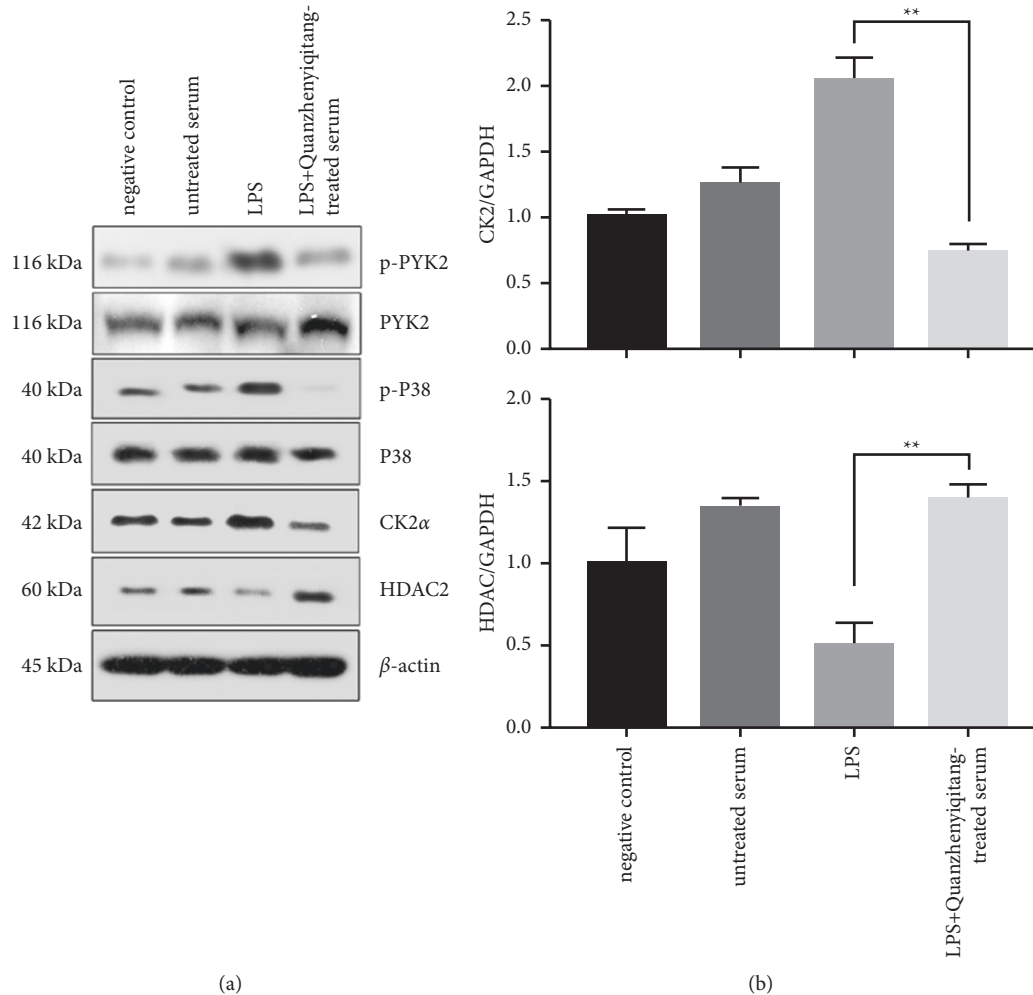 negative control
untreated serum
LPS
LPS+Quanzhenyiqitang-
treated serum
116 kDa p-PYK2
116 kDa PYK2
40 kDa p-P38
40 kDa P38
42 kDa CK2α
60 kDa HDAC2
45 kDa β-actin
(a)
CK2/GAPDH
2.5
2.0
1.5
1.0
0.5
0.0
**
HDAC/GAPDH
2.0
1.5
1.0
0.5
0.0
**
negative control
untreated serum
LPS
LPS+Quanzhenyiqitang-
treated serum
(b)